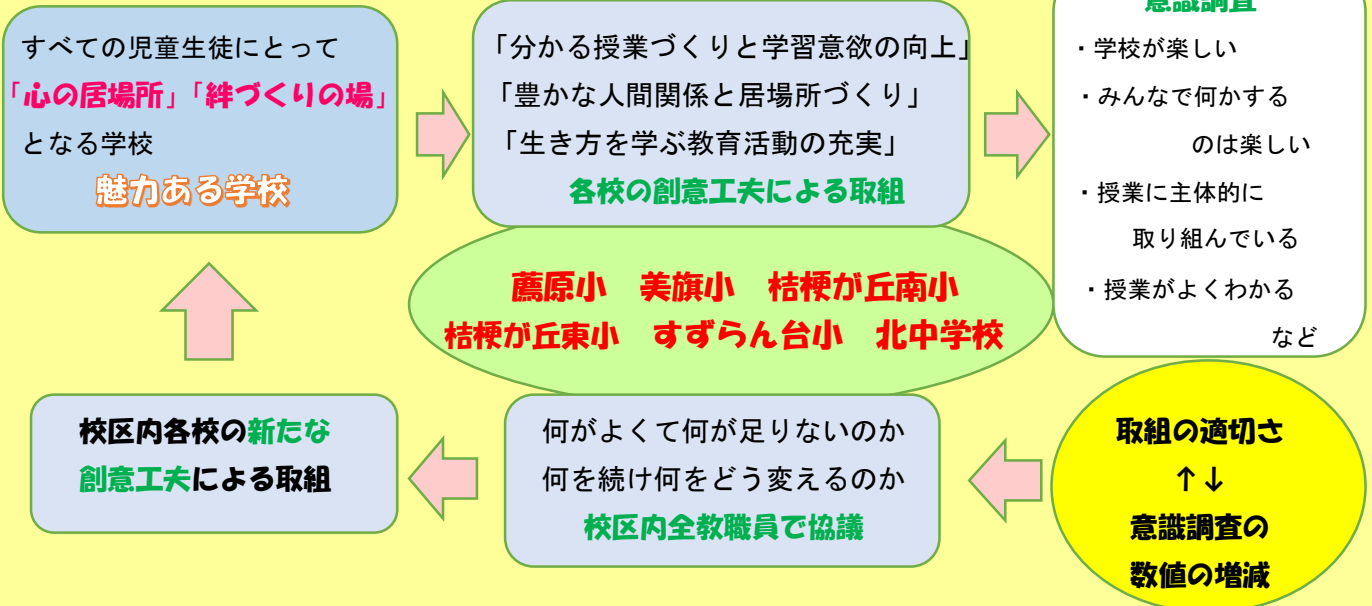 すべての児童生徒にとって
「心の居場所」「絆づくりの場」
となる学校
魅力ある学校
「分かる授業づくりと学習意欲の向上」
「豊かな人間関係と居場所づくり」
「生き方を学ぶ教育活動の充実」
各校の創意工夫による取組
意識調査
・学校が楽しい
・みんなで何かする
のは楽しい
・授業に主体的に
取り組んでいる
・授業がよくわかる
など
薦原小 美旗小 桔梗が丘南小
桔梗が丘東小 すずらん台小 北中学校
取組の適切さ
↑↓
意識調査の
数値の増減
何がよくて何が足りないのか
何を続け何をどう変えるのか
校区内全教職員で協議
校区内各校の新たな
創意工夫による取組